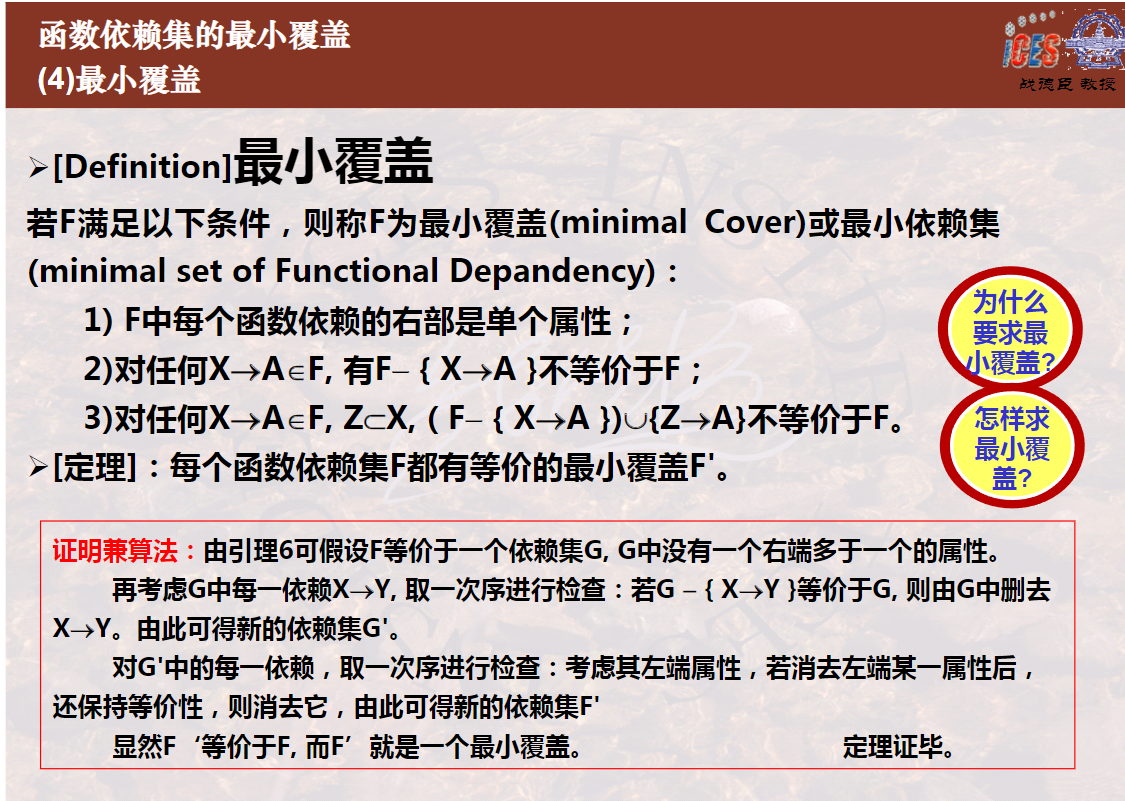 函数依赖集的最小覆盖
(4)最小覆盖
iCES
战德臣 教授
➢[Definition]最小覆盖
若F满足以下条件，则称F为最小覆盖(minimal Cover)或最小依赖集
(minimal set of Functional Depandency)：
1) F中每个函数依赖的右部是单个属性；
2)对任何X→A∈F, 有F– { X→A }不等价于F；
3)对任何X→A∈F, Z⊂X, ( F– { X→A })∪{Z→A}不等价于F。
➢[定理]：每个函数依赖集F都有等价的最小覆盖F'。
为什么
要求最
小覆盖?
怎样求
最小覆
盖?
证明兼算法：由引理6可假设F等价于一个依赖集G, G中没有一个右端多于一个的属性。
再考虑G中每一依赖X→Y, 取一次序进行检查：若G – { X→Y }等价于G, 则由G中删去
X→Y。由此可得新的依赖集G'。
对G'中的每一依赖，取一次序进行检查：考虑其左端属性，若消去左端某一属性后，
还保持等价性，则消去它，由此可得新的依赖集F'
显然F‘等价于F, 而F’就是一个最小覆盖。 定理证毕。